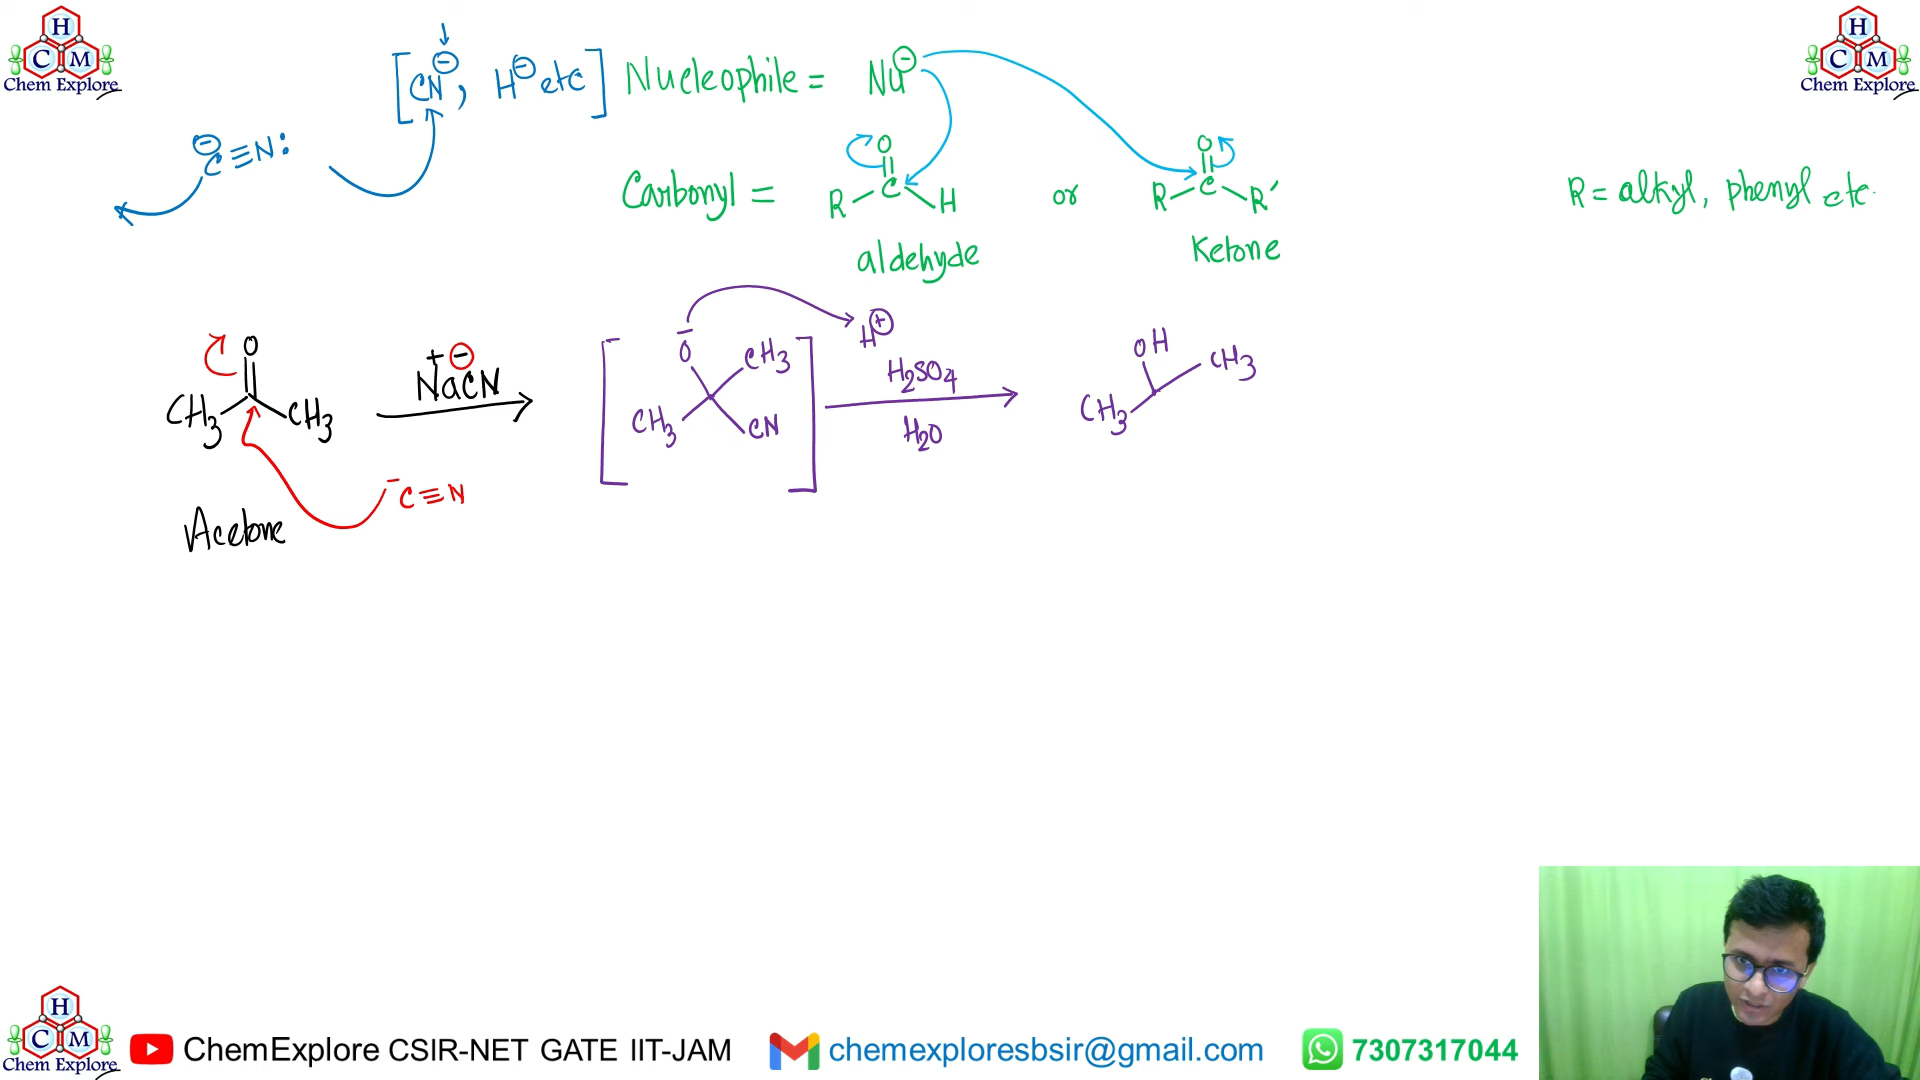 H
C M
Chem Explore
[CN⊖, H⊖ etc] Nucleophile = Nu⊖
H
C M
Chem Explore
⊖C≡N:
Carbonyl =
O
R C H
or
O
R C R′
R = alkyl, phenyl etc.
aldehyde
Ketone
O
CH3 CH3
+ ⊖
NaCN
O⁻
CH3
CH3 CN
H⊕
H2SO4
H2O
OH
CH3
CH3
⁻C≡N
Acetone
H
C M
Chem Explore
ChemExplore CSIR-NET GATE IIT-JAM
chemexploresbsir@gmail.com
7307317044